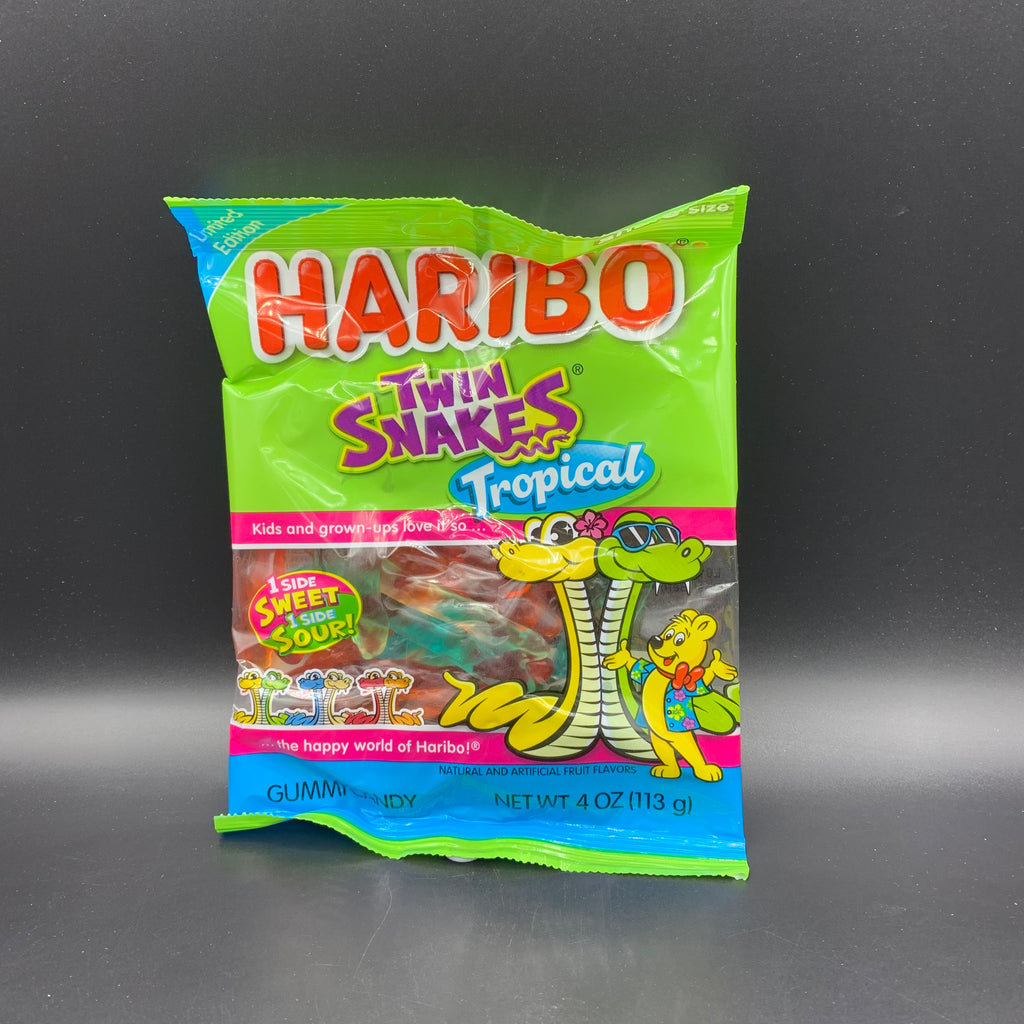 Limited
Edition
Size
HARIBO®
TWIN
SNAKES®
Tropical
Kids and grown-ups love it so ...
1 SIDE
SWEET
1 SIDE
SOUR!
... the happy world of Haribo!®
NATURAL AND ARTIFICIAL FRUIT FLAVORS
GUMMI CANDY
NET WT 4 OZ (113 g)